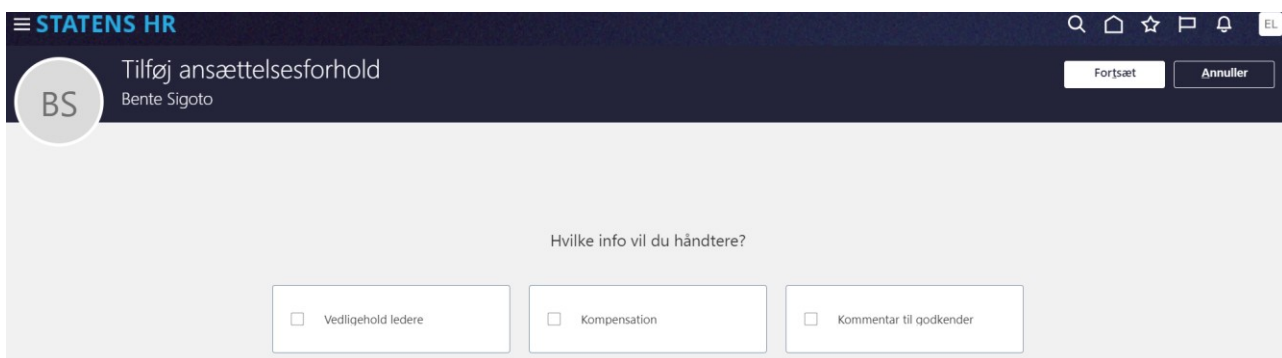 STATENS HR
EL
Tilføj ansættelsesforhold
Fortsæt
Annuller
BS
Bente Sigoto
Hvilke info vil du håndtere?
Vedligehold ledere
Kompensation
Kommentar til godkender